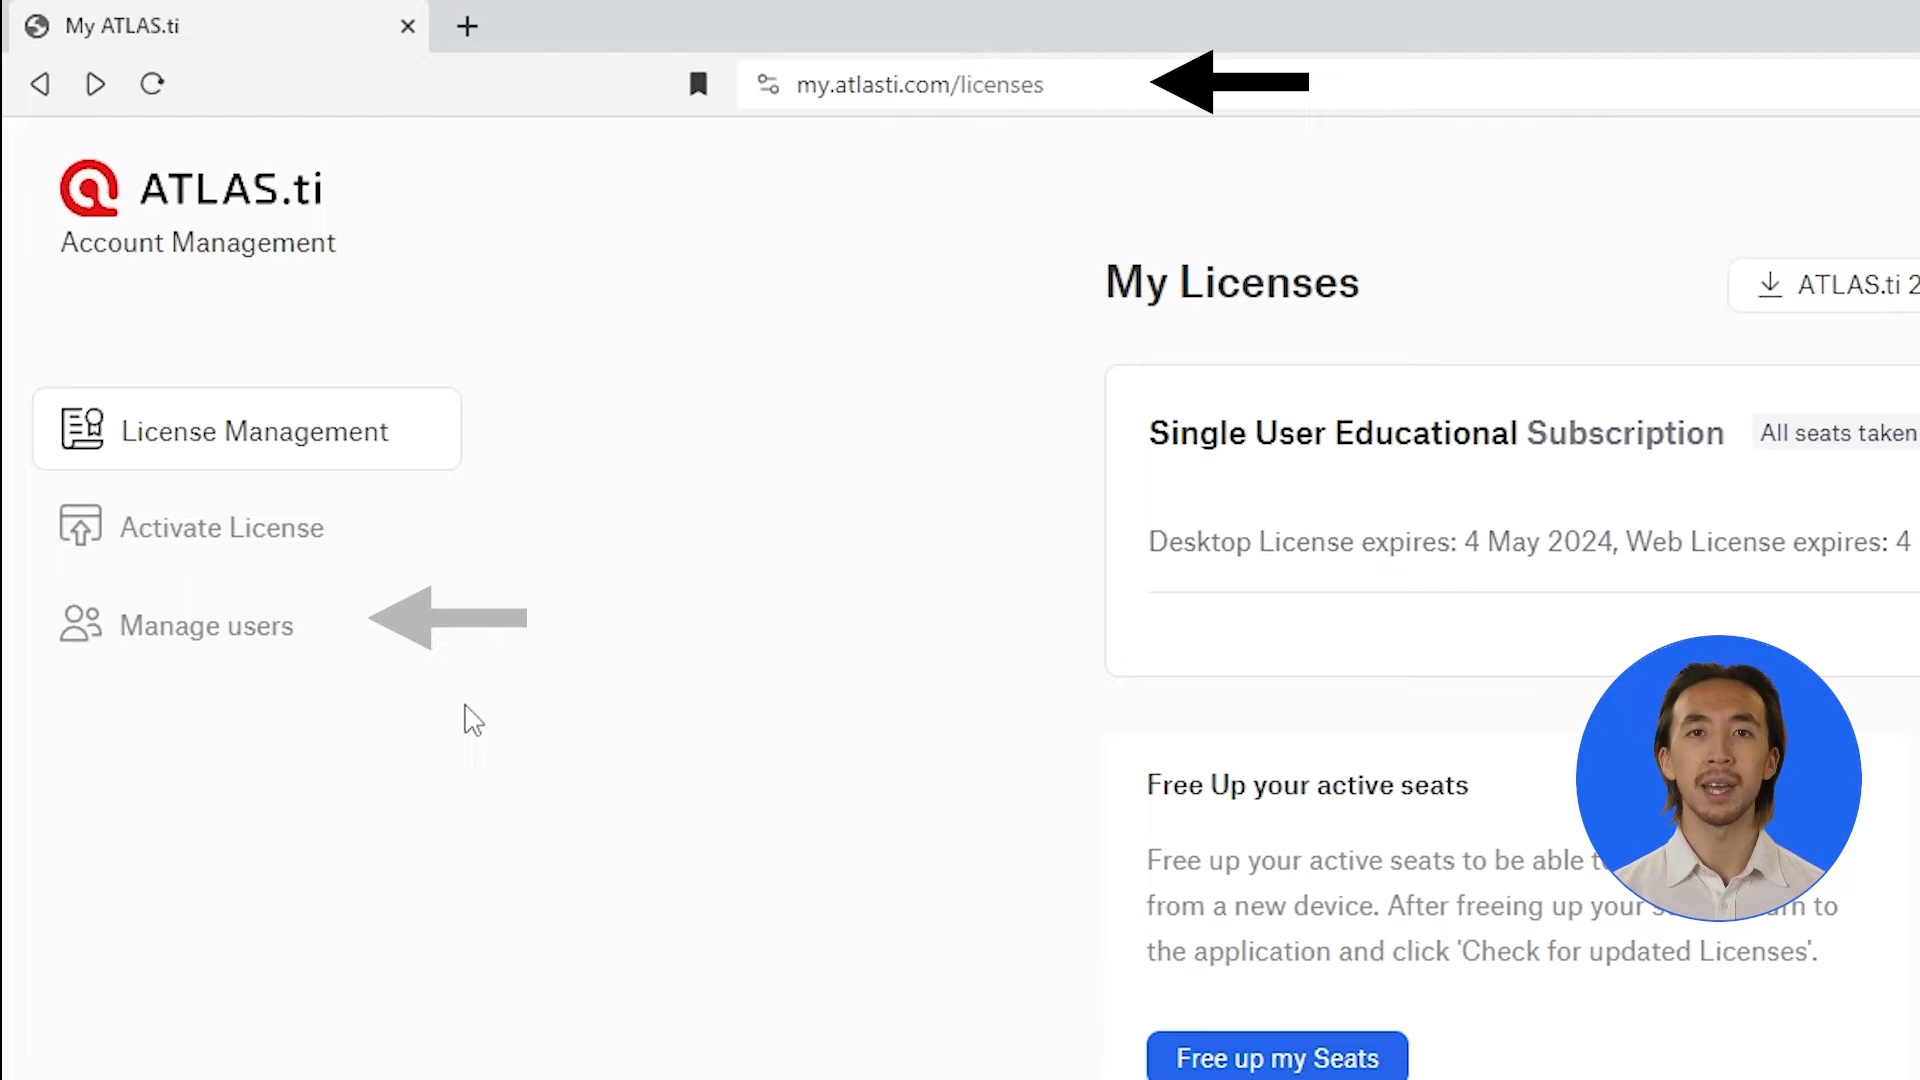 My ATLAS.ti
my.atlasti.com/licenses
ATLAS.ti
Account Management
My Licenses
ATLAS.ti 2
License Management
Single User Educational Subscription
All seats taken
Activate License
Desktop License expires: 4 May 2024, Web License expires: 4
Manage users
Free Up your active seats
Free up your active seats to be able
from a new device. After freeing up your to
the application and click 'Check for updated Licenses'.
Free up my Seats